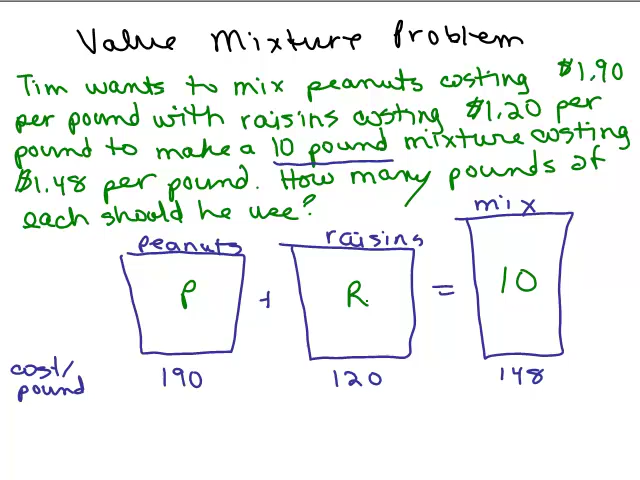 Value Mixture Problem
Tim wants to mix peanuts costing $1.90
per pound with raisins costing $1.20 per
pound to make a 10 pound mixture costing
$1.48 per pound. How many pounds of
each should he use?
peanuts raisins mix
P + R = 10
cost/
pound 190 120 148